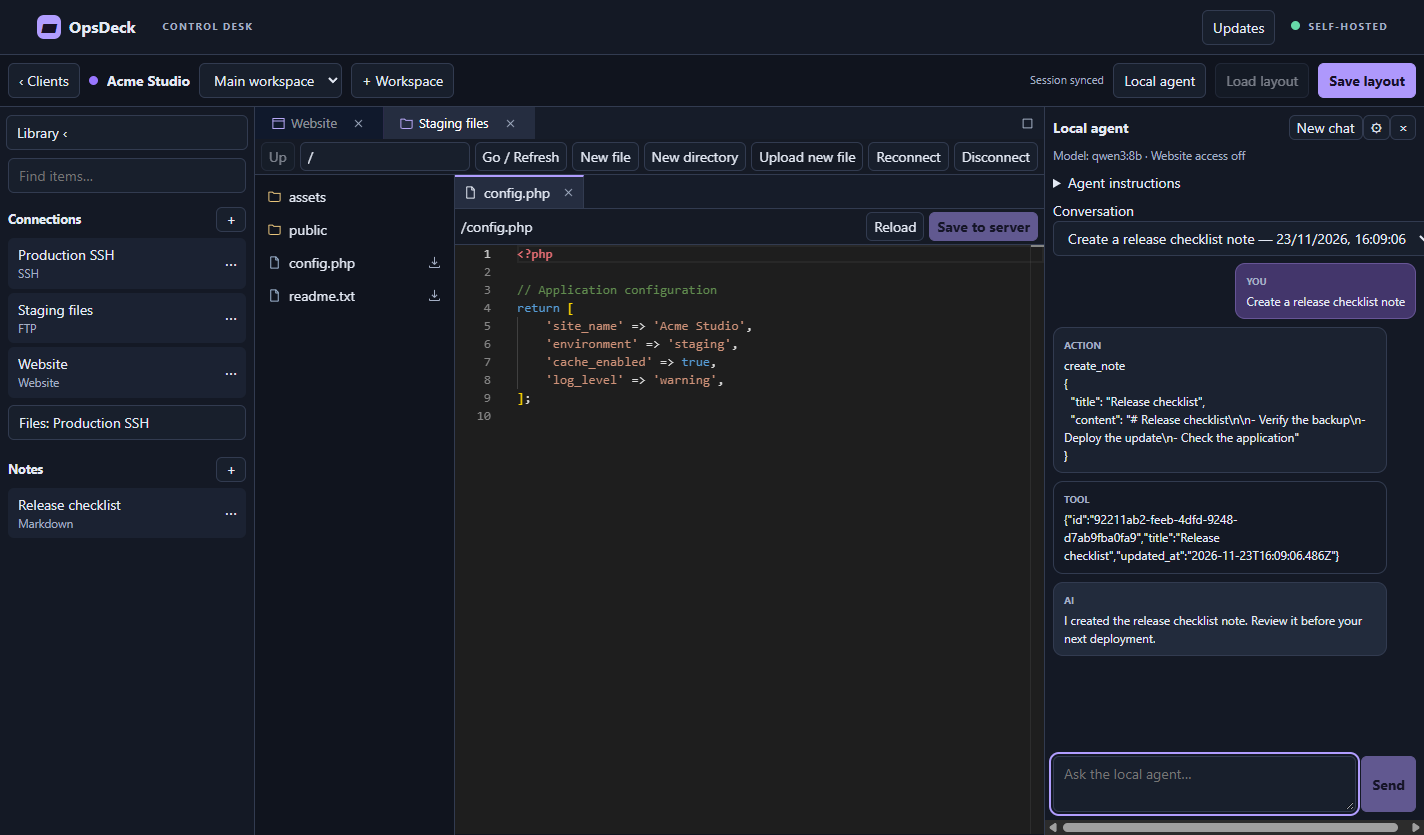 OpsDeck
CONTROL DESK
Updates
SELF-HOSTED
‹ Clients
Acme Studio
Main workspace
+ Workspace
Session synced
Local agent
Load layout
Save layout
Library ‹
Find items...
Connections
+
Production SSH
SSH
...
Staging files
FTP
...
Website
Website
...
Files: Production SSH
Notes
+
Release checklist
Markdown
...
Website ×
Staging files ×
Up
/
Go / Refresh
New file
New directory
Upload new file
Reconnect
Disconnect
assets
public
config.php
readme.txt
config.php ×
/config.php
Reload
Save to server
1 <?php
2
3 // Application configuration
4 return [
5 'site_name' => 'Acme Studio',
6 'environment' => 'staging',
7 'cache_enabled' => true,
8 'log_level' => 'warning',
9 ];
10
Local agent
New chat
×
Model: qwen3:8b · Website access off
Agent instructions
Conversation
Create a release checklist note — 23/11/2026, 16:09:06
YOU
Create a release checklist note
ACTION
create_note
{
"title": "Release checklist",
"content": "# Release checklist\n\n- Verify the backup\n-
Deploy the update\n- Check the application"
}
TOOL
{"id":"92211ab2-feeb-4dfd-9248-
d7ab9fba0fa9","title":"Release
checklist","updated_at":"2026-11-23T16:09:06.486Z"}
AI
I created the release checklist note. Review it before your
next deployment.
Ask the local agent...
Send